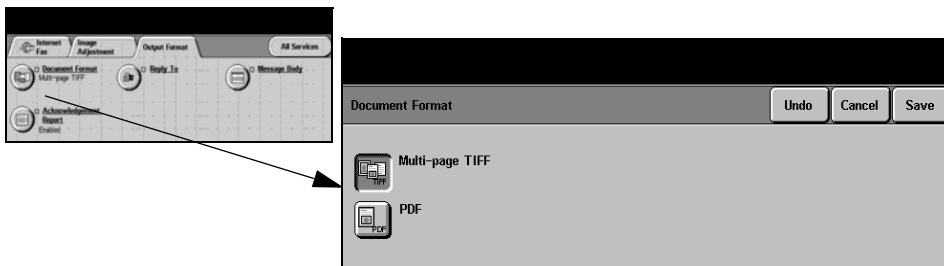 Internet
Fax
Image
Adjustment
Output Format
All Services
Document Format
Multi-page TIFF
Reply To
Message Body
Acknowledgement
Report
Enabled
Document Format
Undo
Cancel
Save
Multi-page TIFF
TIFF
PDF
PDF